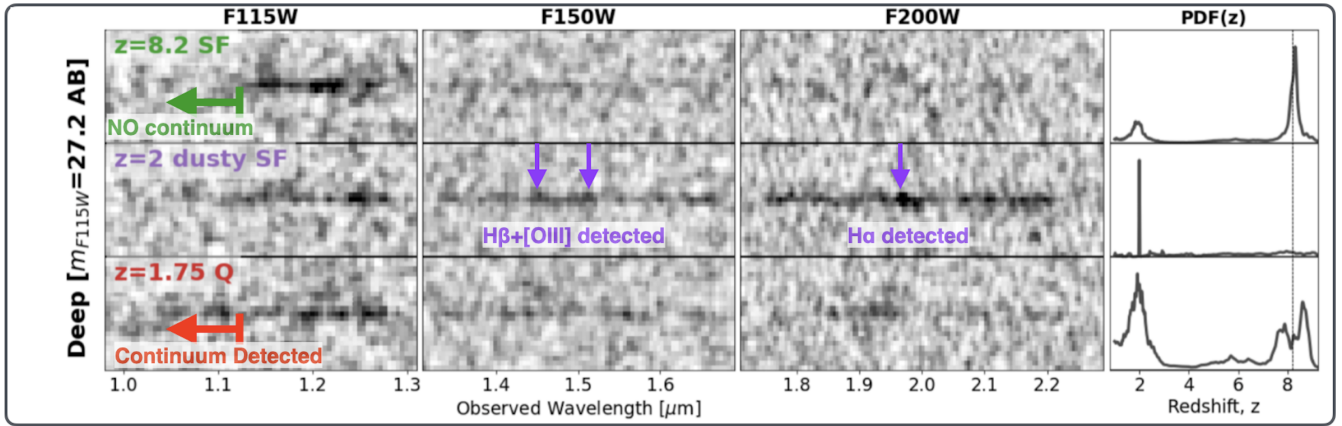 F115W F150W F200W PDF(z)
Deep [m_F115W=27.2 AB]
z=8.2 SF
NO continuum
z=2 dusty SF
Hβ+[OIII] detected
Hα detected
z=1.75 Q
Continuum Detected
1.0 1.1 1.2 1.3 1.4 1.5 1.6 1.8 1.9 2.0 2.1 2.2 2 4 6 8
Observed Wavelength [μm] Redshift, z